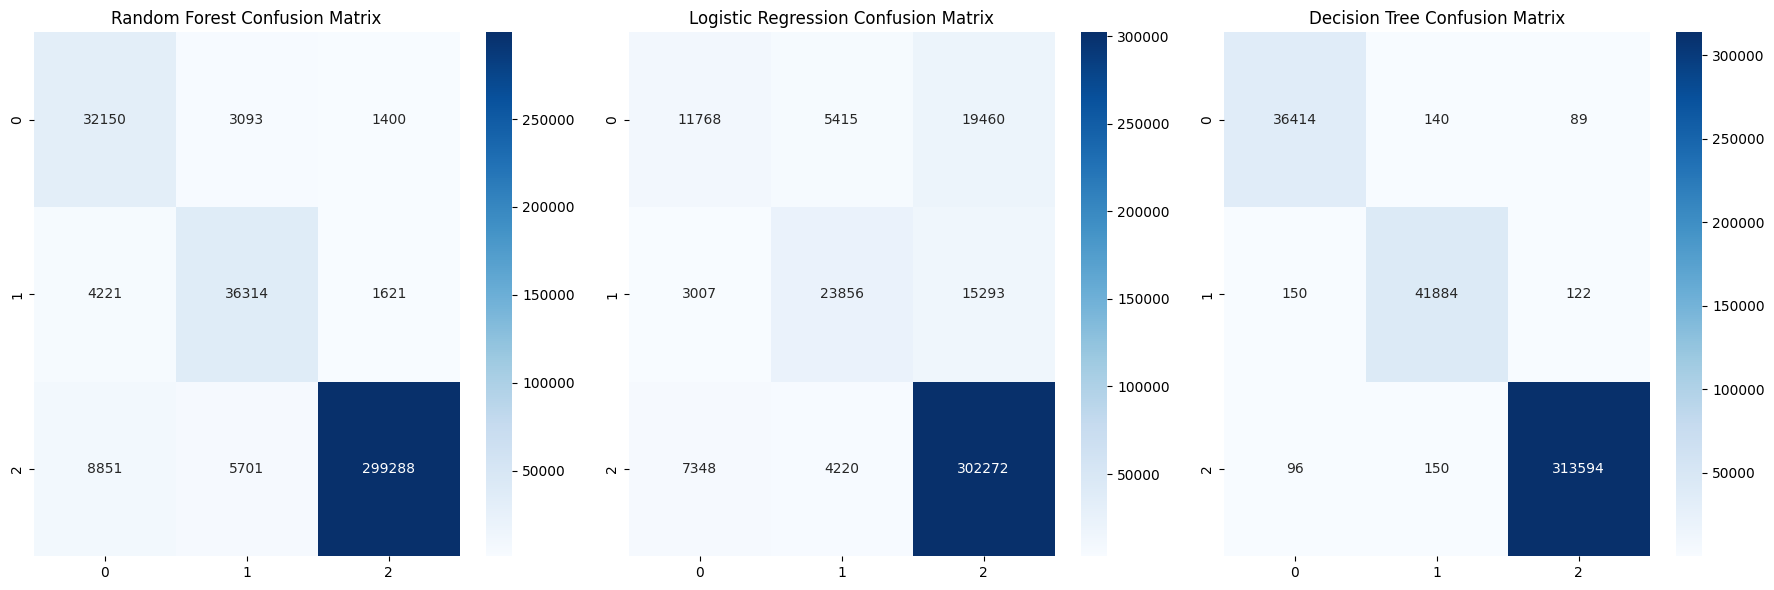 Random Forest Confusion Matrix
0
32150 3093 1400
1
4221 36314 1621
2
8851 5701 299288
0 1 2
250000
200000
150000
100000
50000
Logistic Regression Confusion Matrix
0
11768 5415 19460
1
3007 23856 15293
2
7348 4220 302272
0 1 2
300000
250000
200000
150000
100000
50000
Decision Tree Confusion Matrix
0
36414 140 89
1
150 41884 122
2
96 150 313594
0 1 2
300000
250000
200000
150000
100000
50000